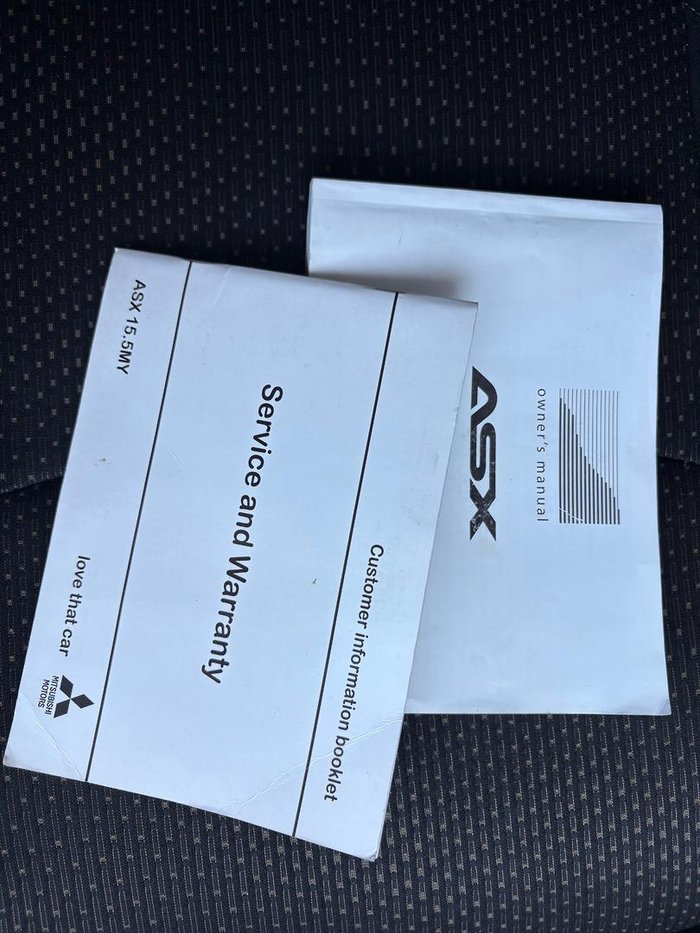 Customer information booklet
Service and Warranty
ASX 15.5MY
love that car
MITSUBISHI
MOTORS
owner's manual
ASX